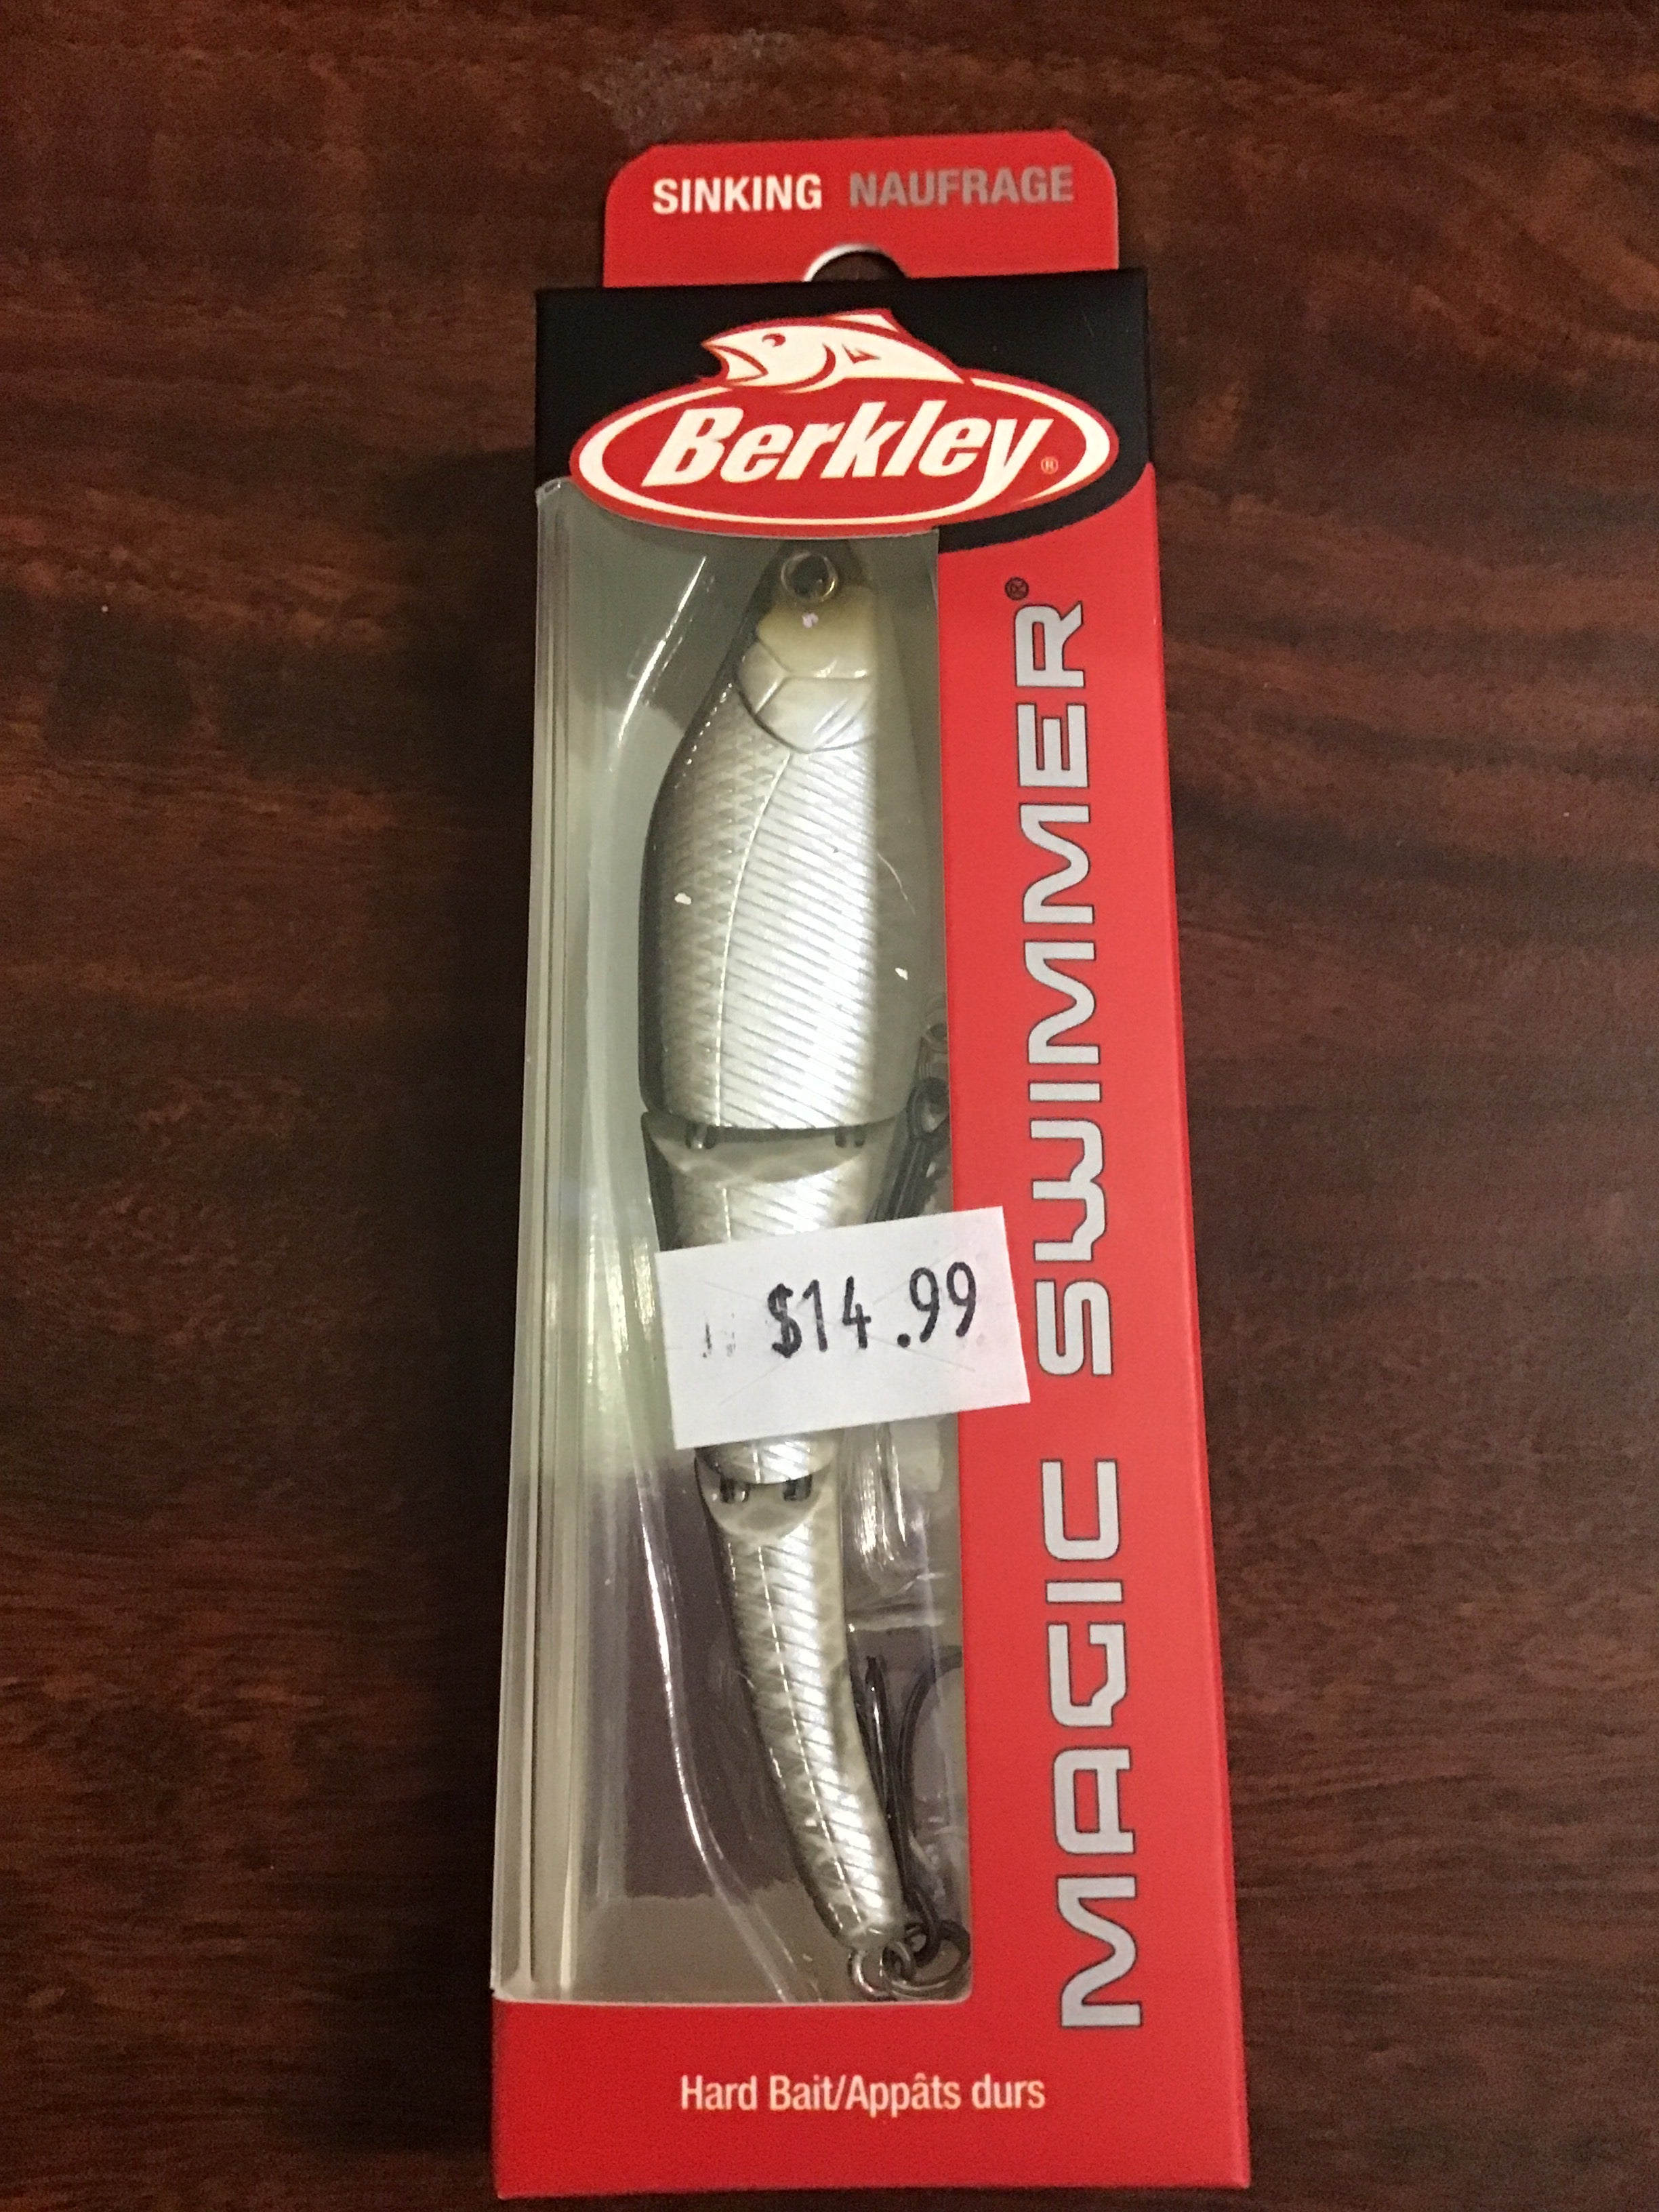 SINKING NAUFRAGE
Berkley®
MAGIC SWIMMER®
$14.99
Hard Bait/Appâts durs